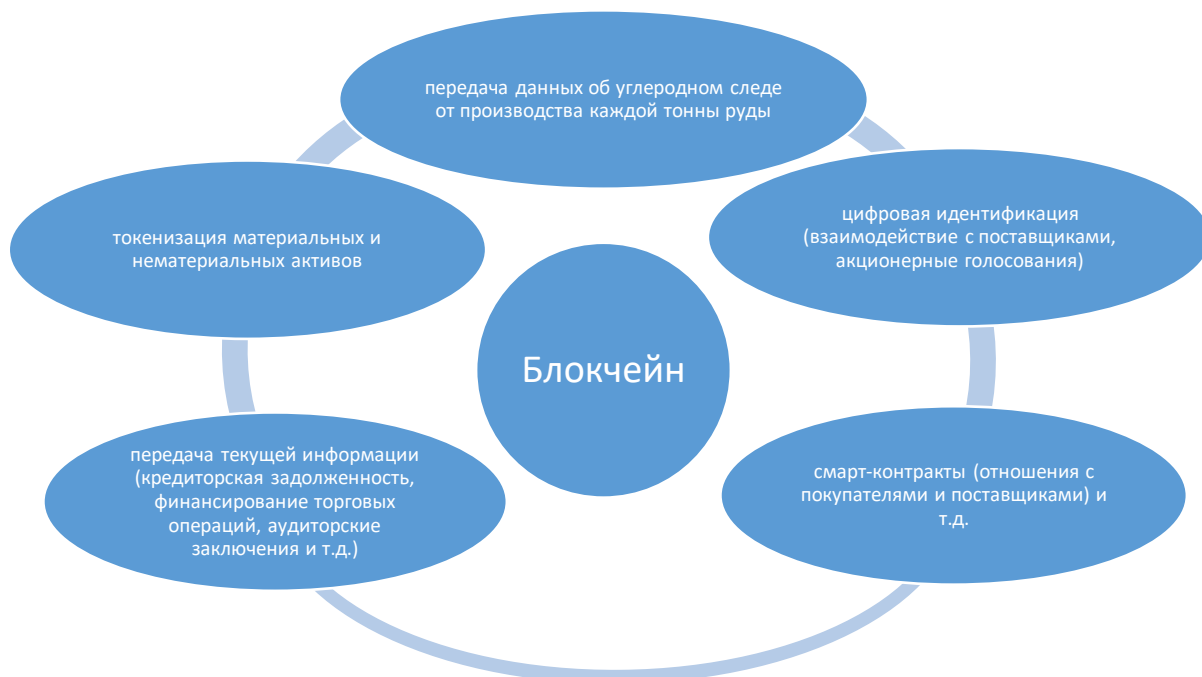 передача данных об углеродном следе
от производства каждой тонны руды
токенизация материальных и
нематериальных активов
цифровая идентификация
(взаимодействие с поставщиками,
акционерные голосования)
Блокчейн
передача текущей информации
(кредиторская задолженность,
финансирование торговых
операций, аудиторские
заключения и т.д.)
смарт-контракты (отношения с
покупателями и поставщиками) и
т.д.